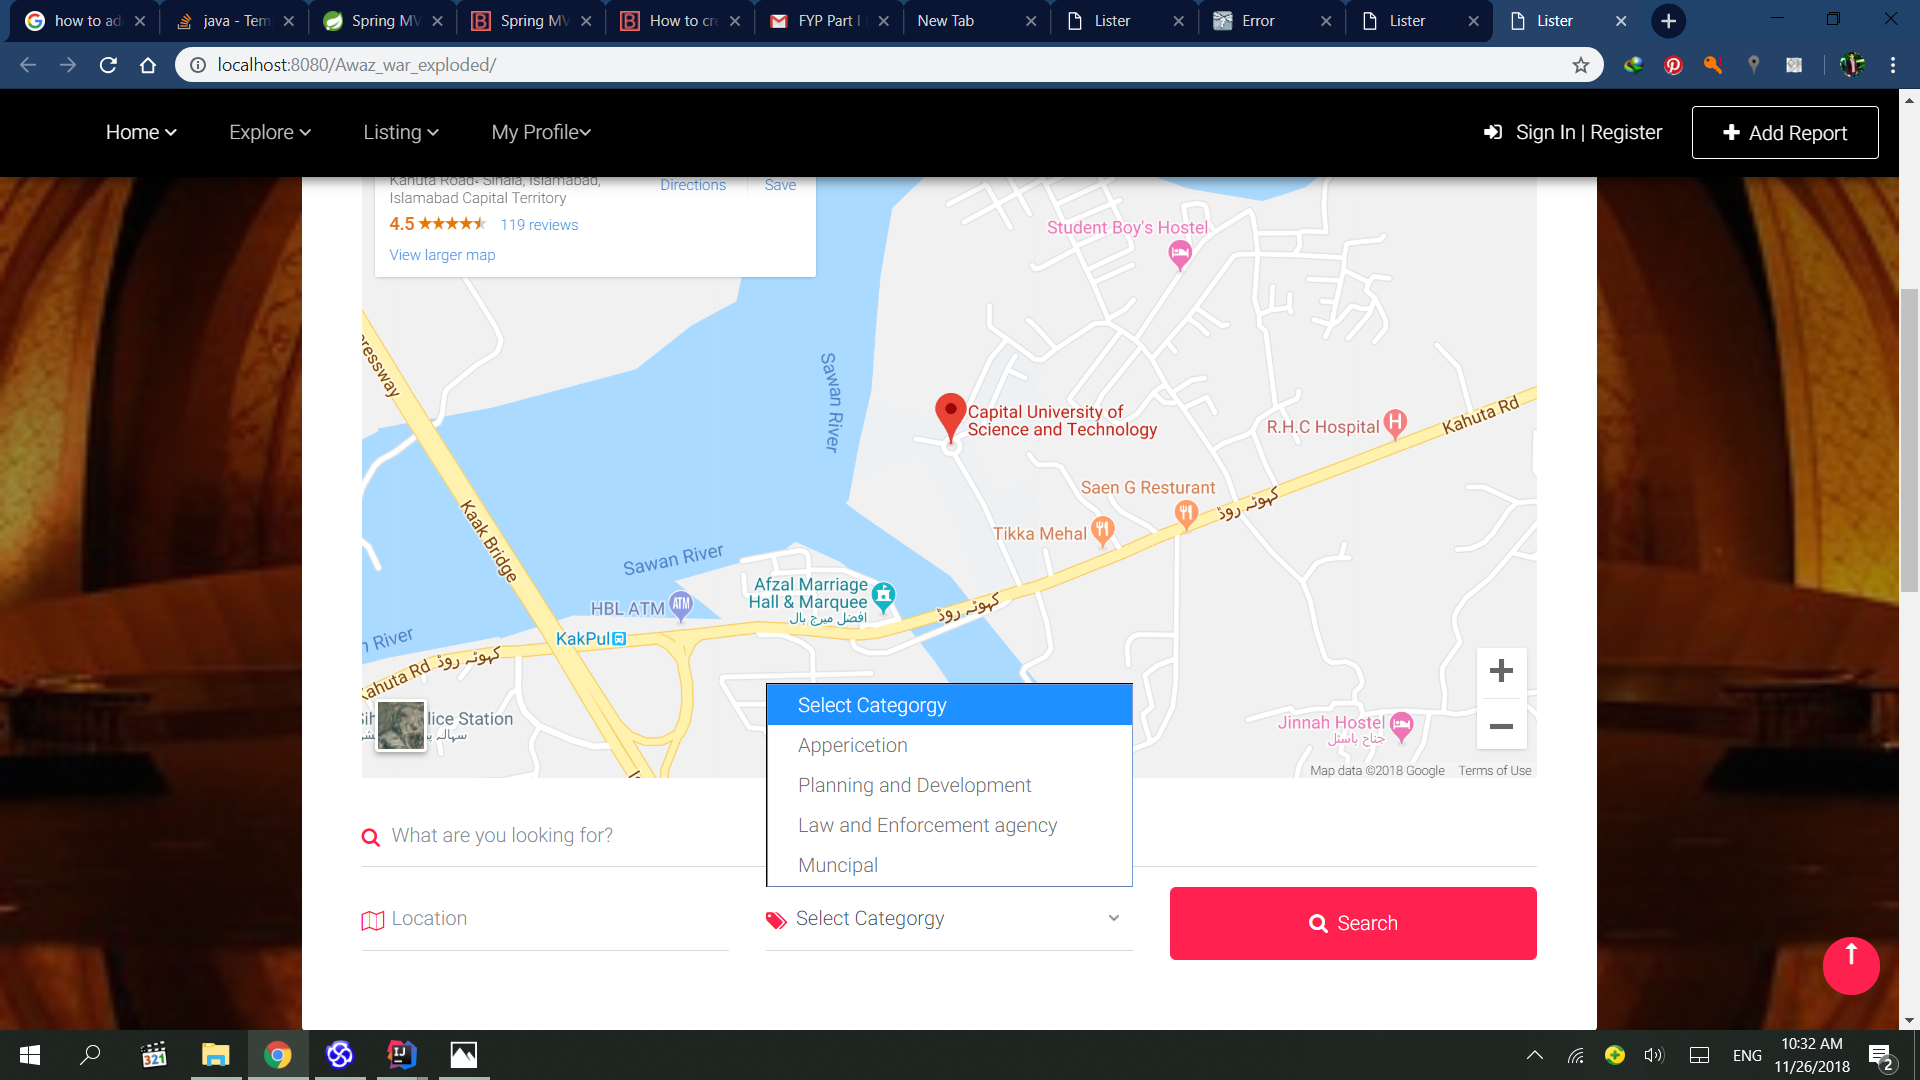 how to ad
java - Tem
Spring MV
Spring MV
How to cre
FYP Part I
New Tab
Lister
Error
Lister
Lister
localhost:8080/Awaz_war_exploded/
Home
Explore
Listing
My Profile
Sign In | Register
Add Report
Kahuta Road، Sihala, Islamabad,
Islamabad Capital Territory
Directions
Save
4.5
119 reviews
View larger map
Student Boy's Hostel
Sawan River
Capital University of
Science and Technology
R.H.C Hospital
H
Kahuta Rd
Saen G Resturant
کہوٹہ روڈ
Tikka Mehal
Kaak Bridge
Sawan River
Afzal Marriage
Hall & Marquee
افضل میرج ہال
HBL ATM
ATM
KakPul
کہوٹہ روڈ
Kahuta Rd
کہوٹہ روڈ
lice Station
Jinnah Hostel
جناح ہاسٹل
Map data ©2018 Google
Terms of Use
Select Categorgy
Appericetion
Planning and Development
Law and Enforcement agency
Muncipal
What are you looking for?
Location
Select Categorgy
Search
321
IJ
ENG
10:32 AM
11/26/2018
2